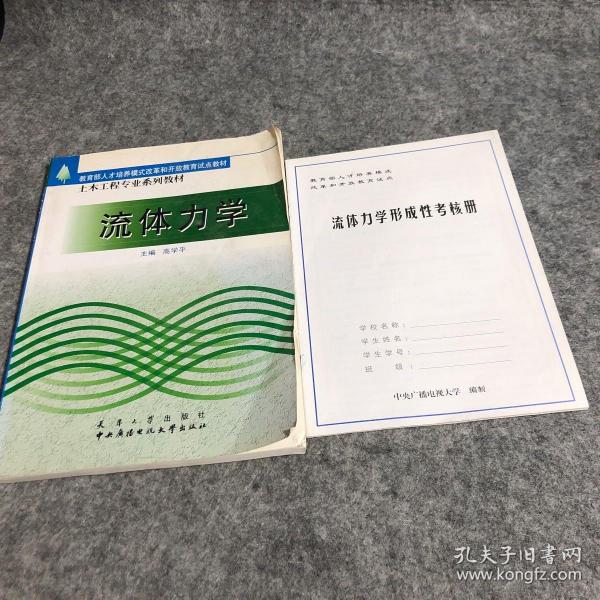 教育部人才培养模式改革和开放教育试点教材
土木工程专业系列教材
流体力学
主编 高学平
天津大学出版社
中央广播电视大学出版社
教育部人才培养模式
改革和开放教育试点
流体力学形成性考核册
学校名称:
学生姓名:
学生学号:
班 级:
中央广播电视大学 编制
孔夫子旧书网
www.kongfz.com